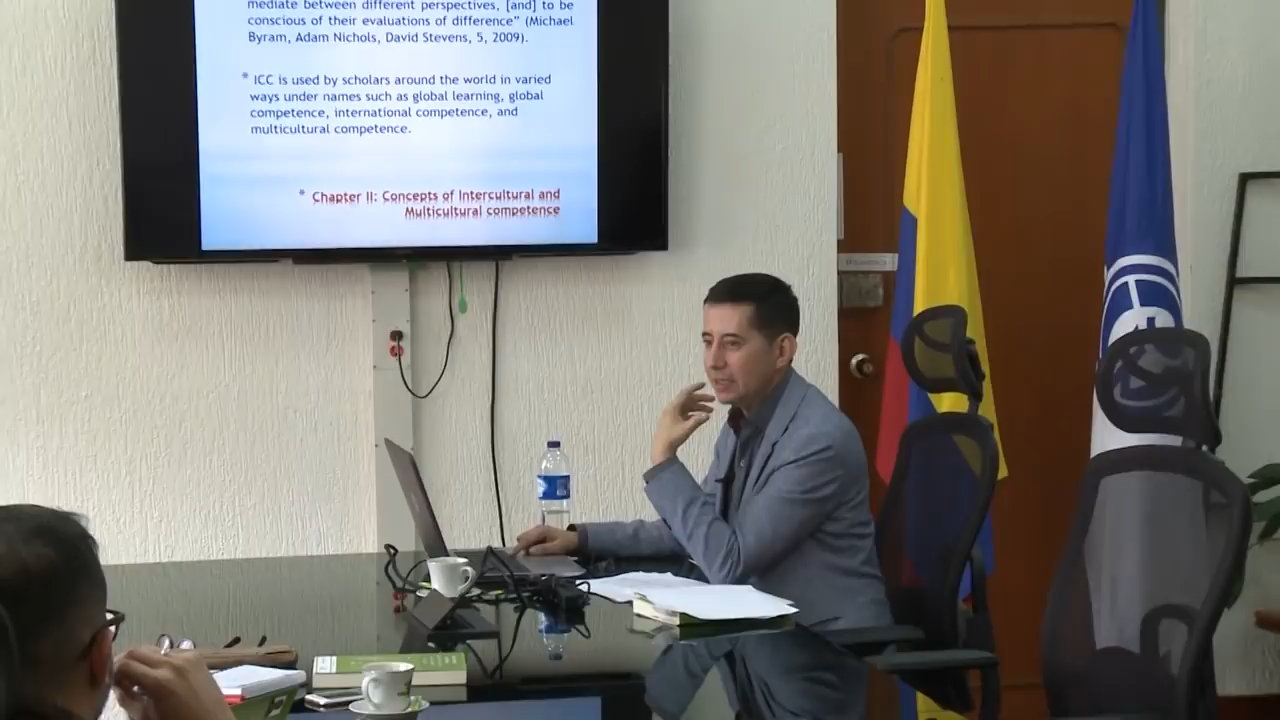 mediate between different perspectives, [and] to be
conscious of their evaluations of difference” (Michael
Byram, Adam Nichols, David Stevens, 5, 2009).
* ICC is used by scholars around the world in varied
ways under names such as global learning, global
competence, international competence, and
multicultural competence.
* Chapter II: Concepts of Intercultural and
Multicultural competence